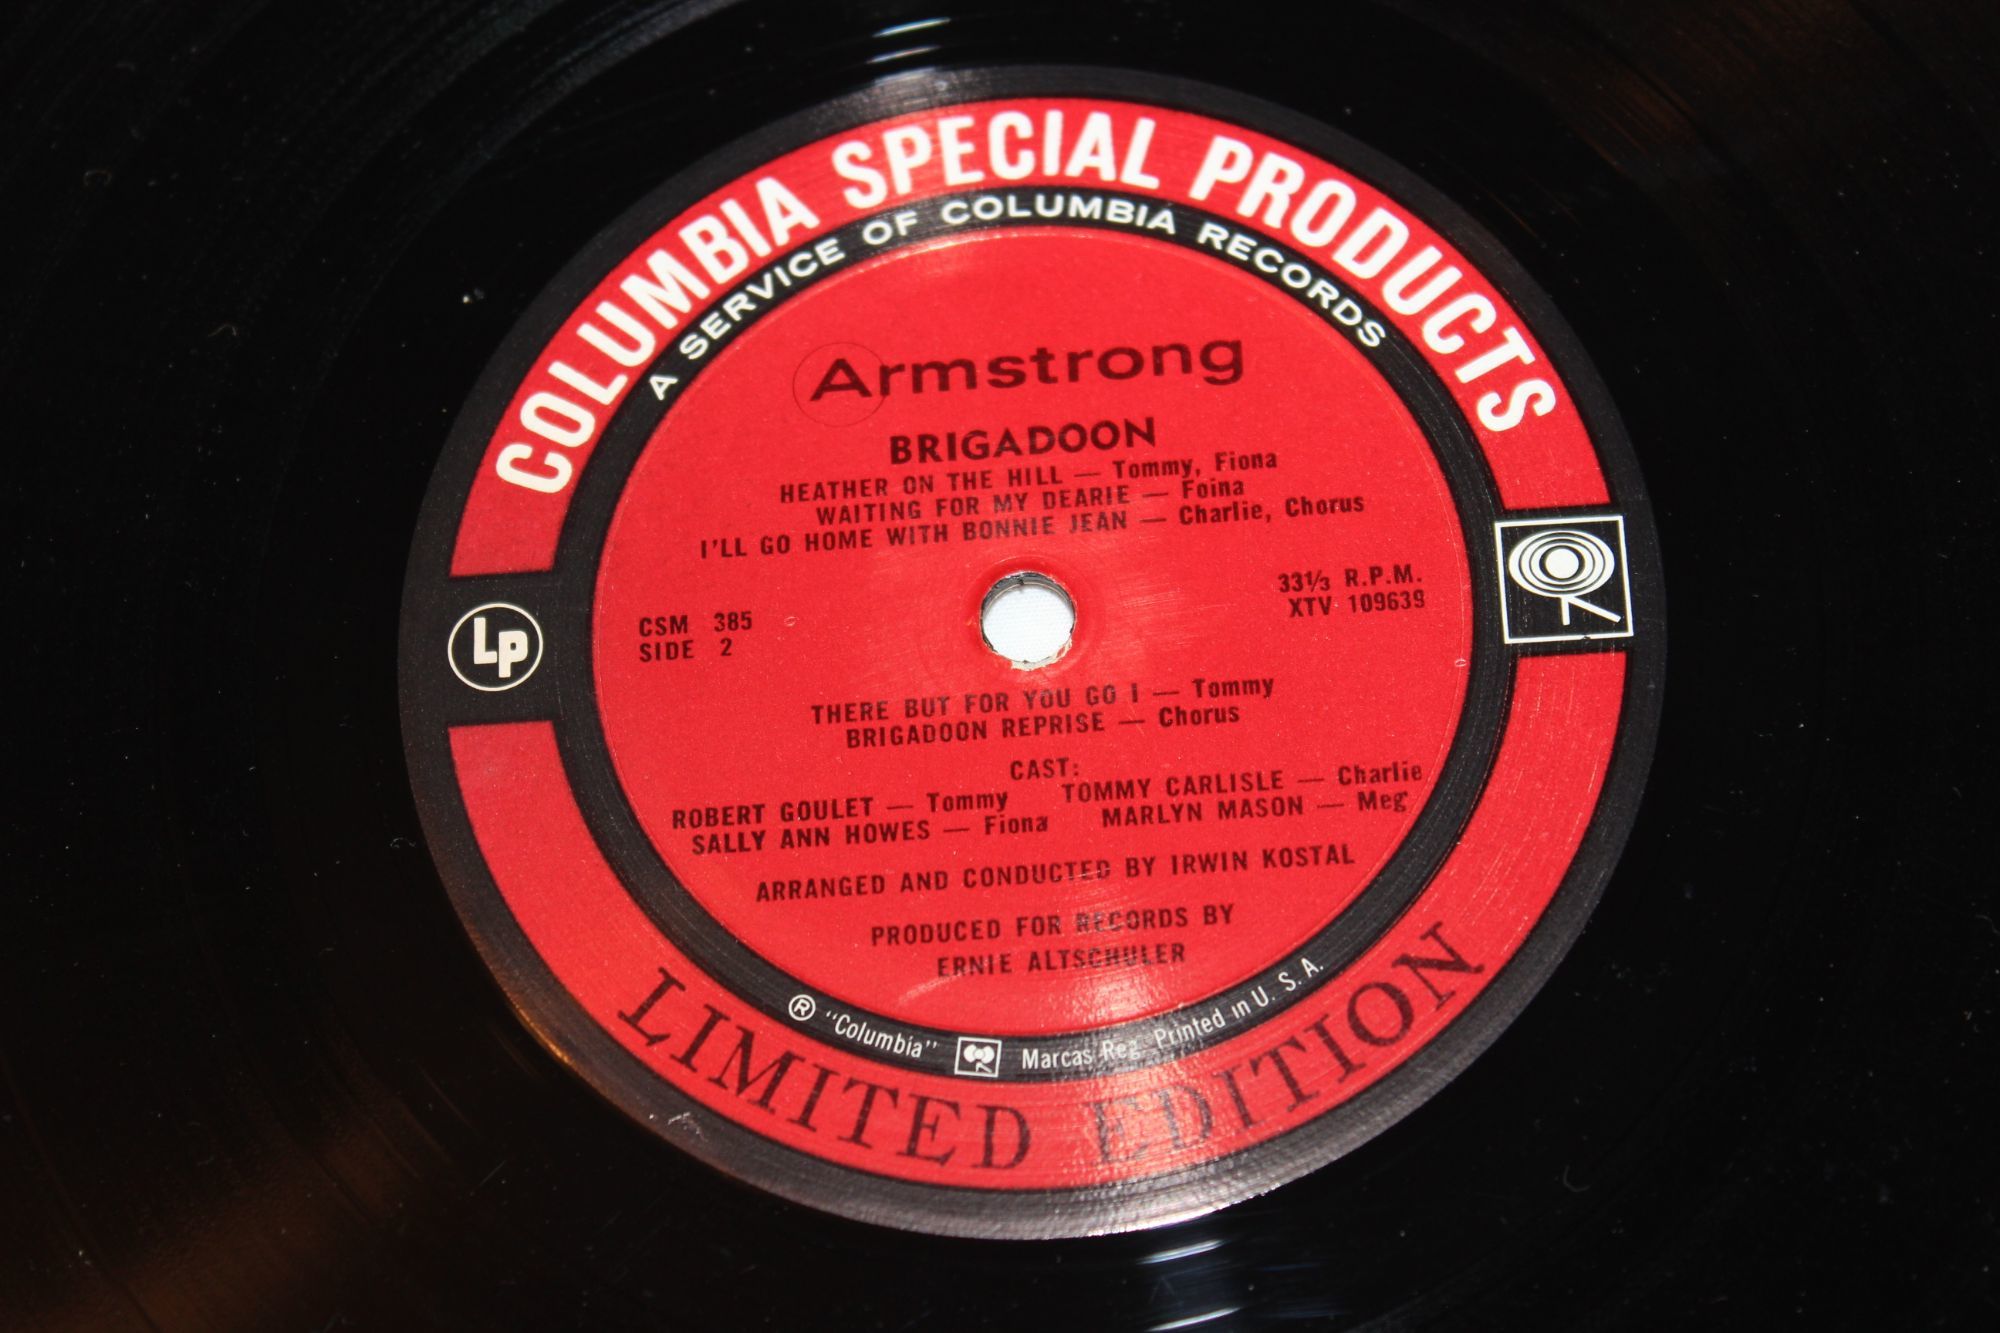 COLUMBIA SPECIAL PRODUCTS
A SERVICE OF COLUMBIA RECORDS
Armstrong
BRIGADOON
HEATHER ON THE HILL — Tommy, Fiona
WAITING FOR MY DEARIE — Foina
I'LL GO HOME WITH BONNIE JEAN — Charlie, Chorus
33⅓ R.P.M.
XTV 109639
CSM 385
SIDE 2
LP
THERE BUT FOR YOU GO I — Tommy
BRIGADOON REPRISE — Chorus
CAST:
ROBERT GOULET — Tommy TOMMY CARLISLE — Charlie
SALLY ANN HOWES — Fiona MARLYN MASON — Meg
ARRANGED AND CONDUCTED BY IRWIN KOSTAL
PRODUCED FOR RECORDS BY
ERNIE ALTSCHULER
® "Columbia" Marcas Reg. Printed in U. S. A.
LIMITED EDITION